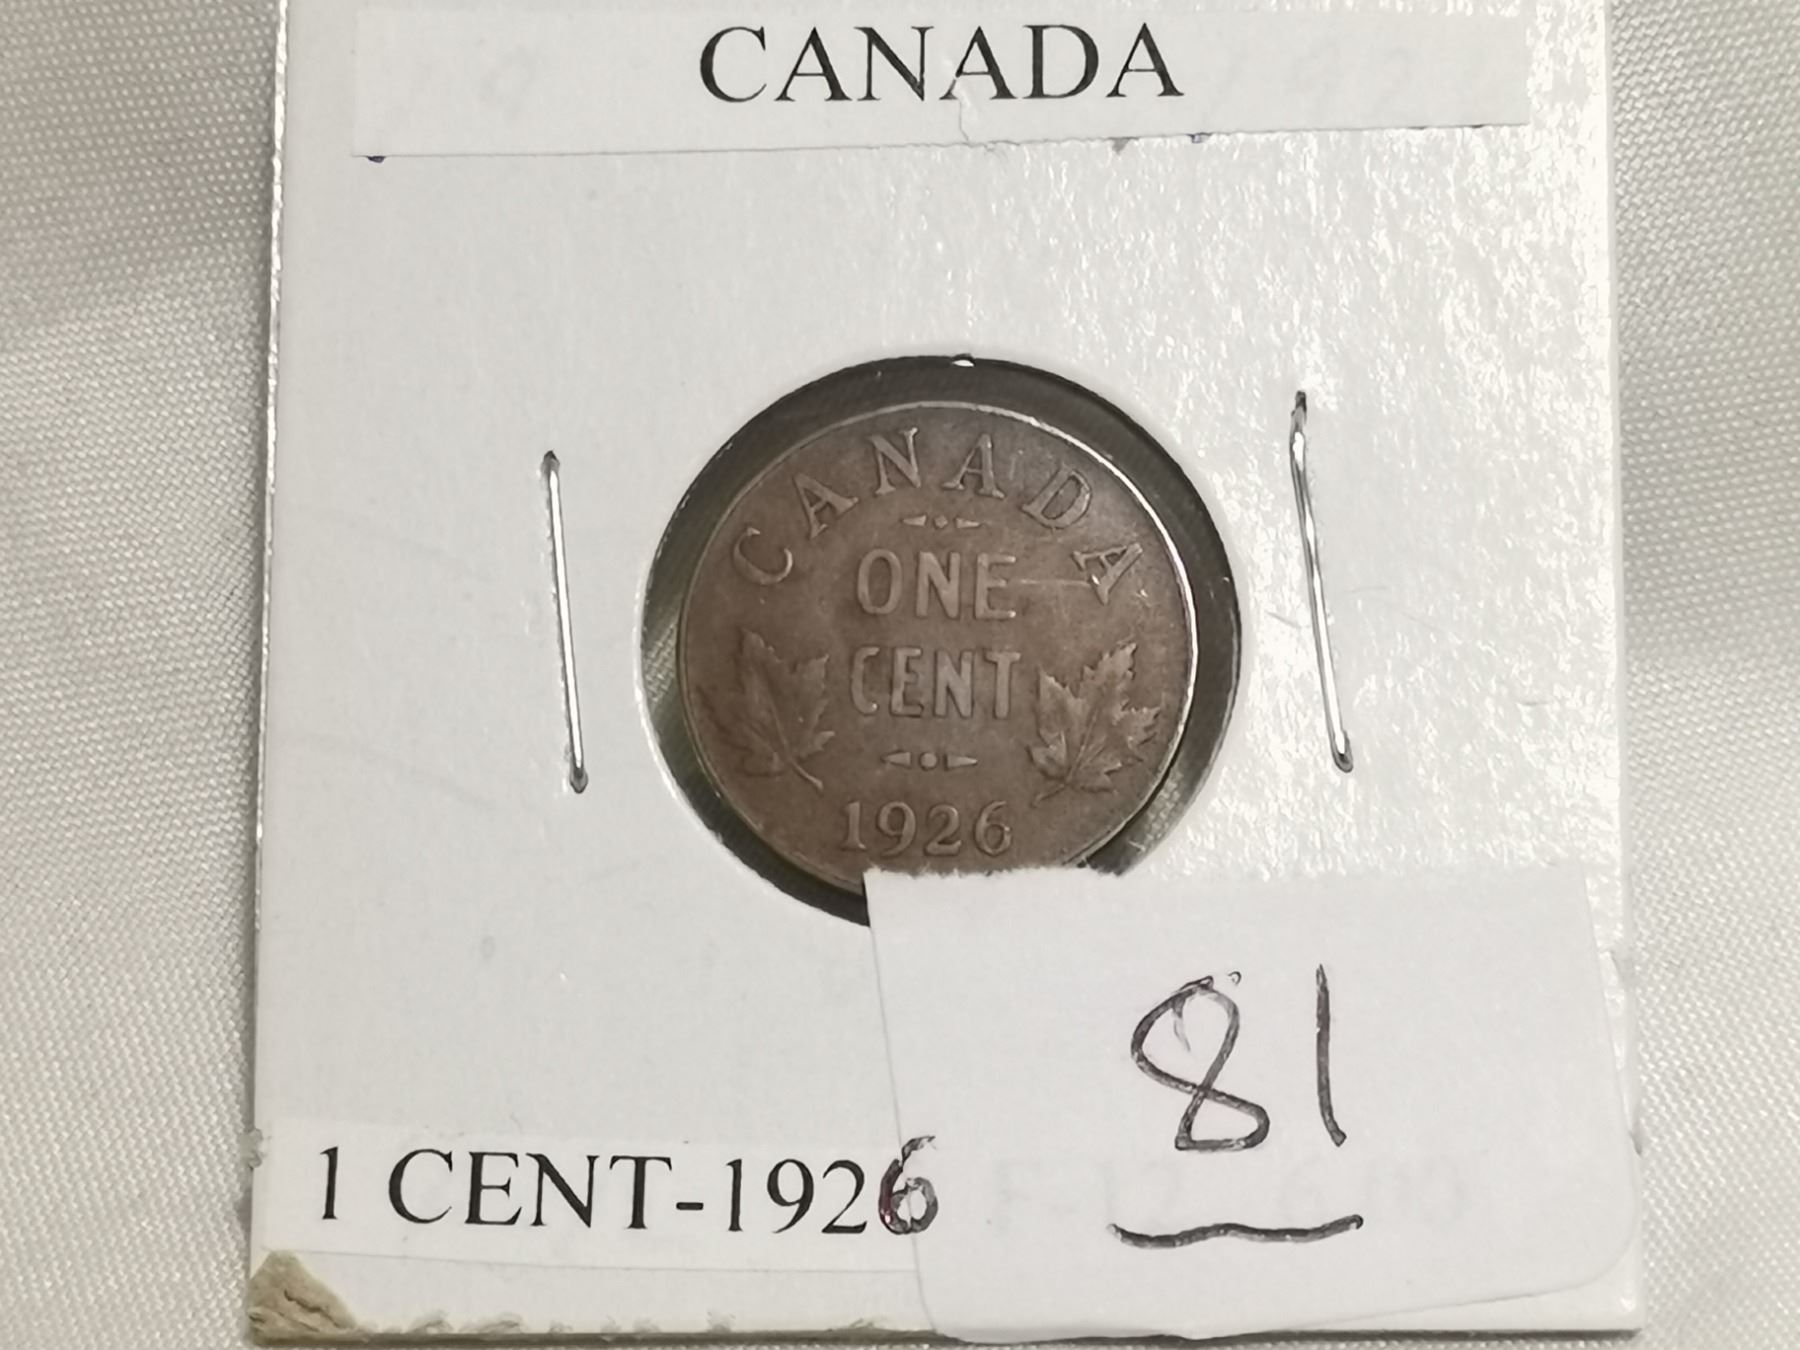 CANADA
CANADA
ONE
CENT
1926
81
1 CENT-1926